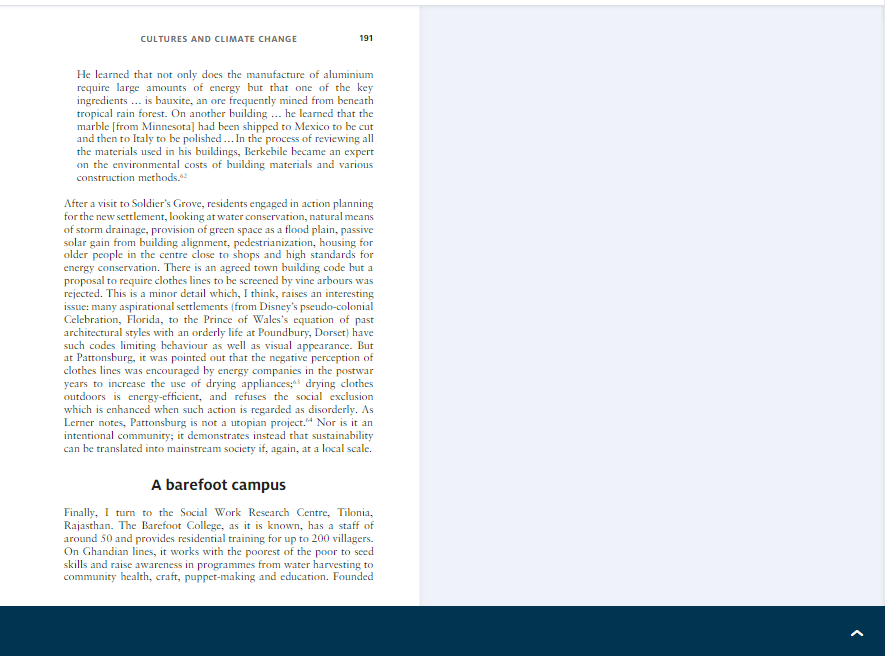 CULTURES AND CLIMATE CHANGE 191
He learned that not only does the manufacture of aluminium
require large amounts of energy but that one of the key
ingredients ... is bauxite, an ore frequently mined from beneath
tropical rain forest. On another building ... he learned that the
marble [from Minnesota] had been shipped to Mexico to be cut
and then to Italy to be polished ... In the process of reviewing all
the materials used in his buildings, Berkebile became an expert
on the environmental costs of building materials and various
construction methods.62
After a visit to Soldier's Grove, residents engaged in action planning
for the new settlement, looking at water conservation, natural means
of storm drainage, provision of green space as a flood plain, passive
solar gain from building alignment, pedestrianization, housing for
older people in the centre close to shops and high standards for
energy conservation. There is an agreed town building code but a
proposal to require clothes lines to be screened by vine arbours was
rejected. This is a minor detail which, I think, raises an interesting
issue: many aspirational settlements (from Disney's pseudo-colonial
Celebration, Florida, to the Prince of Wales's equation of past
architectural styles with an orderly life at Poundbury, Dorset) have
such codes limiting behaviour as well as visual appearance. But
at Pattonsburg, it was pointed out that the negative perception of
clothes lines was encouraged by energy companies in the postwar
years to increase the use of drying appliances;63 drying clothes
outdoors is energy-efficient, and refuses the social exclusion
which is enhanced when such action is regarded as disorderly. As
Lerner notes, Pattonsburg is not a utopian project.64 Nor is it an
intentional community; it demonstrates instead that sustainability
can be translated into mainstream society if, again, at a local scale.
A barefoot campus
Finally, I turn to the Social Work Research Centre, Tilonia,
Rajasthan. The Barefoot College, as it is known, has a staff of
around 50 and provides residential training for up to 200 villagers.
On Ghandian lines, it works with the poorest of the poor to seed
skills and raise awareness in programmes from water harvesting to
community health, craft, puppet-making and education. Founded